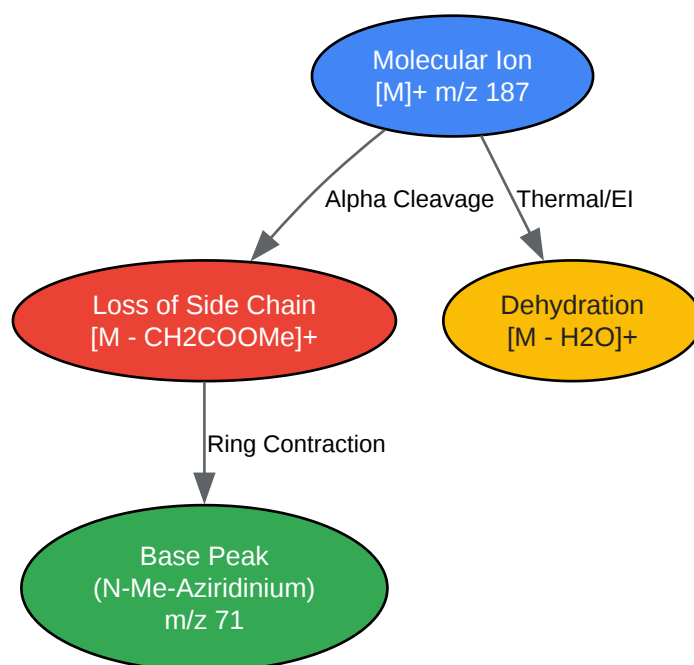 Molecular Ion
[M]+ m/z 187
Alpha Cleavage
Thermal/EI
Loss of Side Chain
[M - CH2COOMe]+
Dehydration
[M - H2O]+
Ring Contraction
Base Peak
(N-Me-Aziridinium)
m/z 71